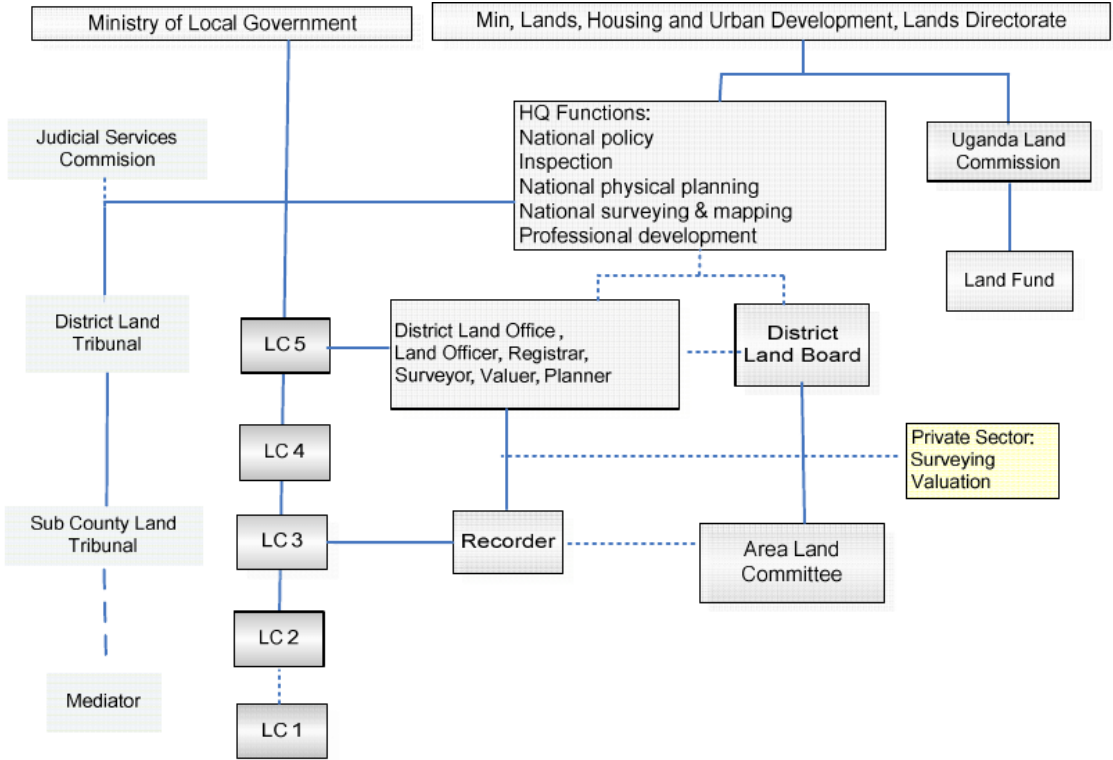 Ministry of Local Government
Min, Lands, Housing and Urban Development, Lands Directorate
HQ Functions:
National policy
Inspection
National physical planning
National surveying & mapping
Professional development
Judicial Services
Commision
Uganda Land
Commission
Land Fund
District Land
Tribunal
LC 5
District Land Office ,
Land Officer, Registrar,
Surveyor, Valuer, Planner
District
Land Board
LC 4
Private Sector:
Surveying
Valuation
Sub County Land
Tribunal
LC 3
Recorder
Area Land
Committee
LC 2
Mediator
LC 1